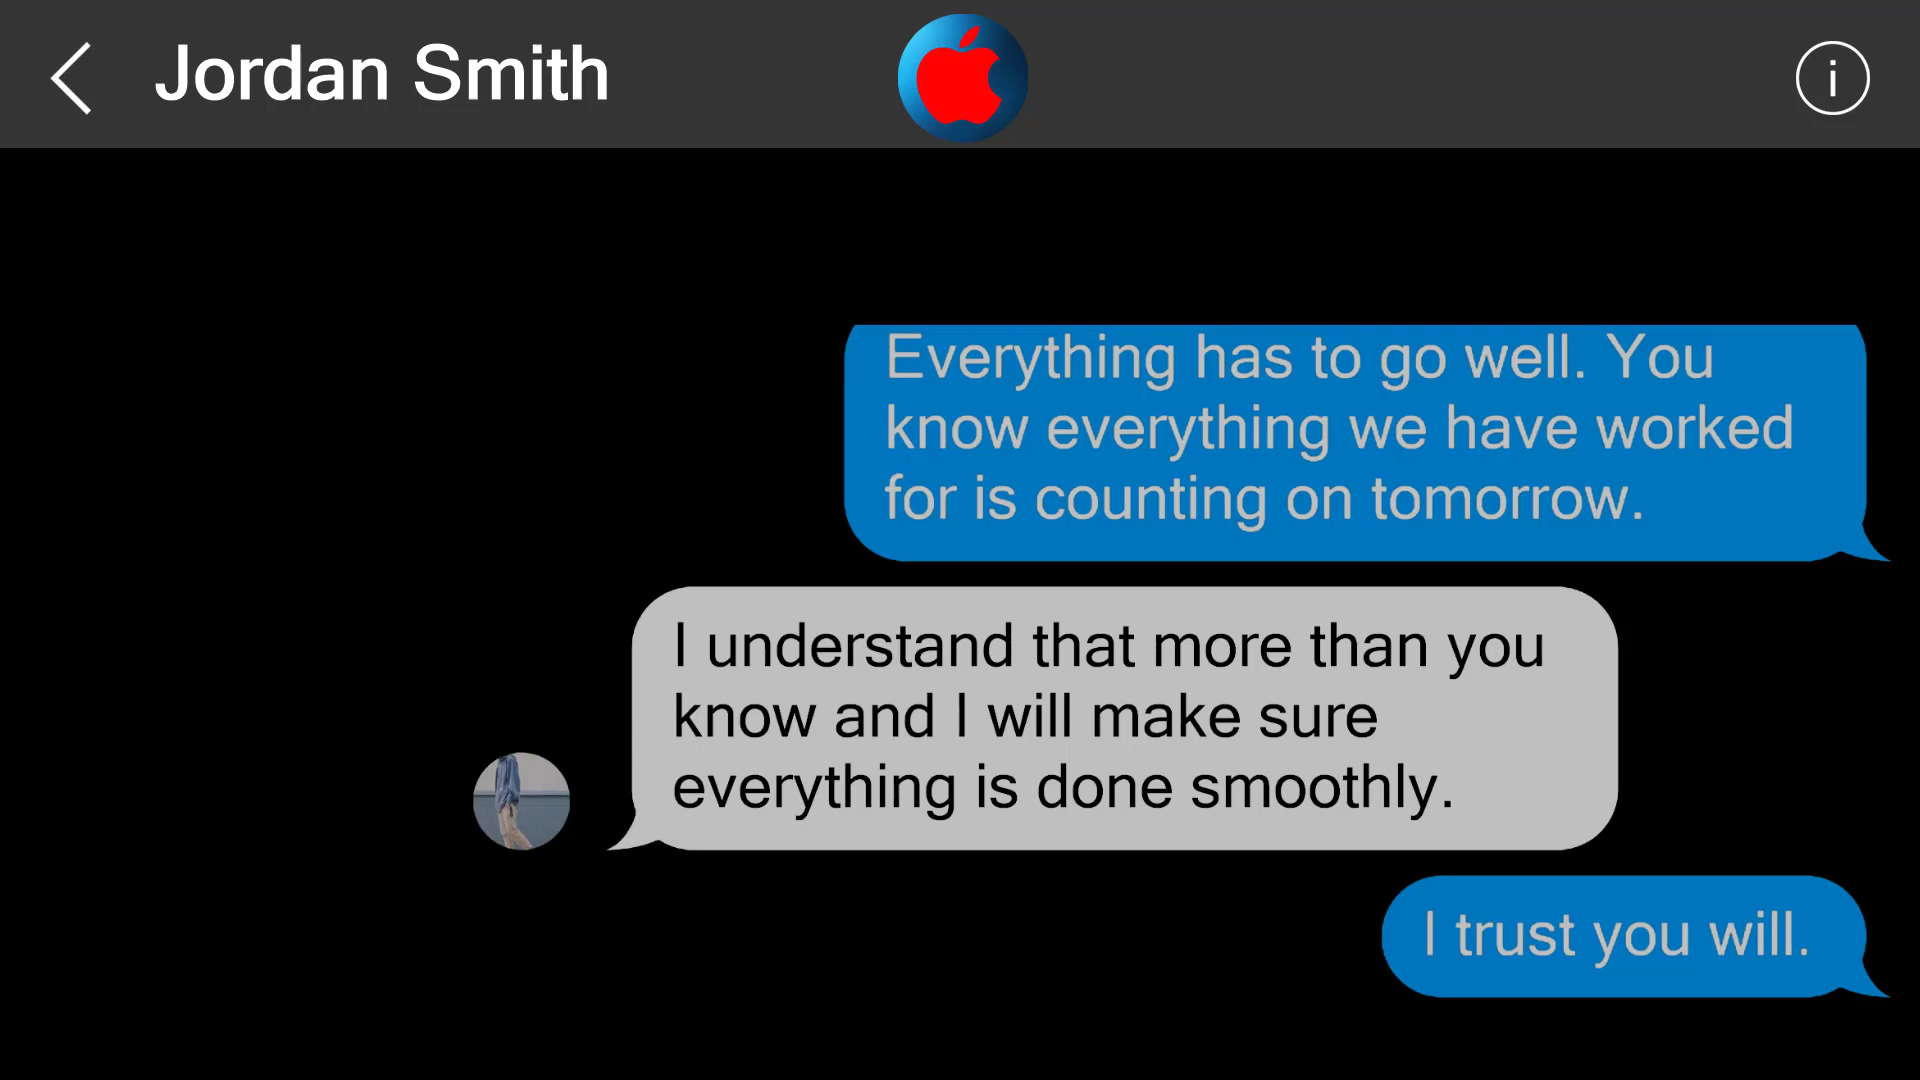 Jordan Smith
i
Everything has to go well. You
know everything we have worked
for is counting on tomorrow.
I understand that more than you
know and I will make sure
everything is done smoothly.
I trust you will.